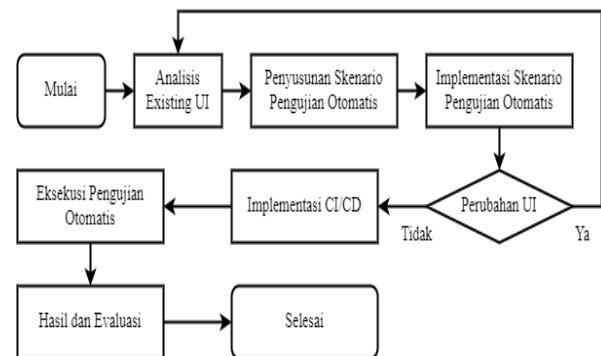 Mulai
Analisis
Existing UI
Penyusunan Skenario
Pengujian Otomatis
Implementasi Skenario
Pengujian Otomatis
Perubahan UI
Ya
Tidak
Implementasi CI/CD
Eksekusi Pengujian
Otomatis
Hasil dan Evaluasi
Selesai